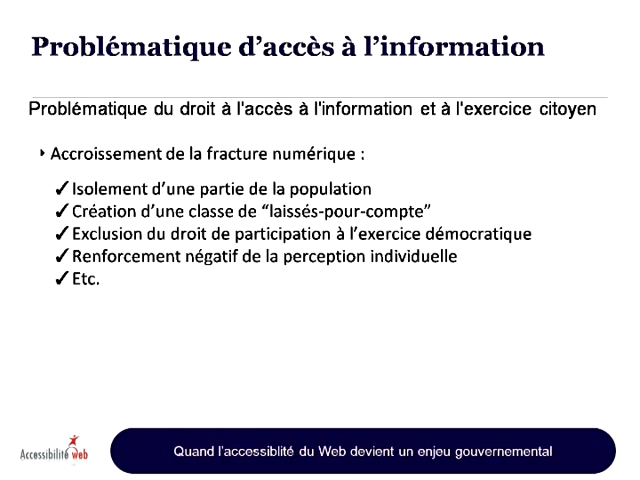 Problématique d’accès à l’information
Problématique du droit à l'accès à l'information et à l'exercice citoyen
‣ Accroissement de la fracture numérique :
✓Isolement d’une partie de la population
✓Création d’une classe de “laissés-pour-compte”
✓Exclusion du droit de participation à l’exercice démocratique
✓Renforcement négatif de la perception individuelle
✓Etc.
Accessibilité web
Quand l’accessiblité du Web devient un enjeu gouvernemental